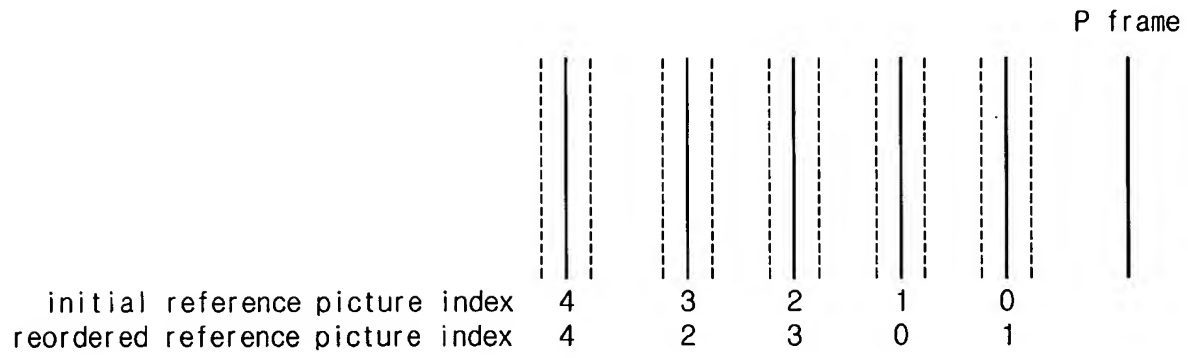 P frame
initial reference picture index 4 3 2 1 0
reordered reference picture index 4 2 3 0 1